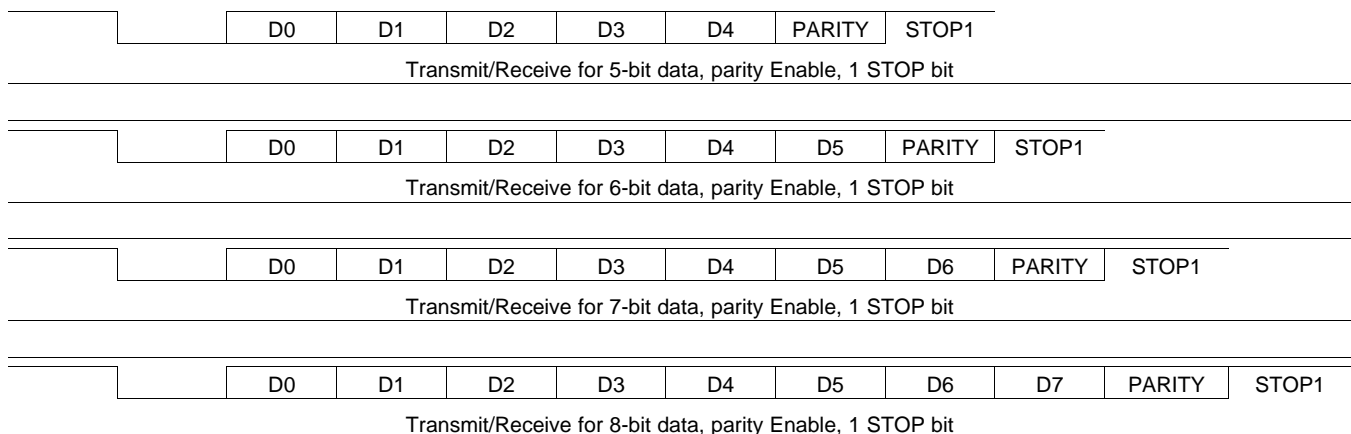 D0 D1 D2 D3 D4 PARITY STOP1
Transmit/Receive for 5-bit data, parity Enable, 1 STOP bit
D0 D1 D2 D3 D4 D5 PARITY STOP1
Transmit/Receive for 6-bit data, parity Enable, 1 STOP bit
D0 D1 D2 D3 D4 D5 D6 PARITY STOP1
Transmit/Receive for 7-bit data, parity Enable, 1 STOP bit
D0 D1 D2 D3 D4 D5 D6 D7 PARITY STOP1
Transmit/Receive for 8-bit data, parity Enable, 1 STOP bit